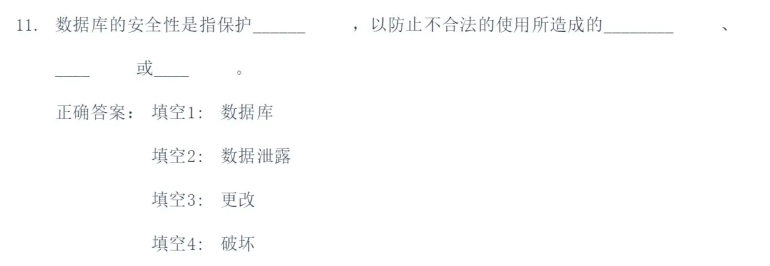 11. 数据库的安全性是指保护______ ，以防止不合法的使用所造成的________ 、
____ 或____ 。
正确答案： 填空1: 数据库
填空2: 数据泄露
填空3: 更改
填空4: 破坏